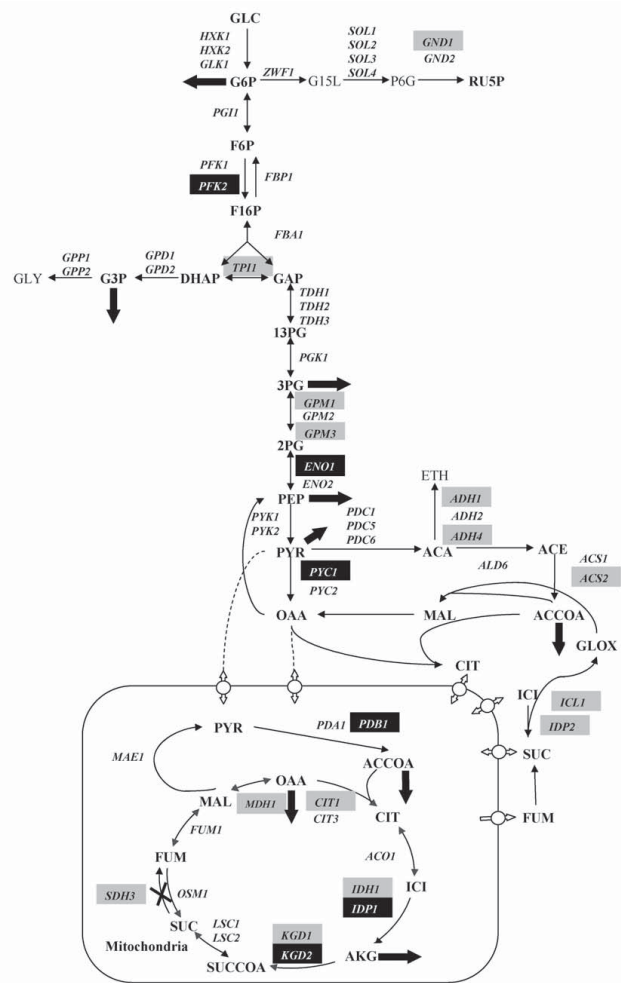 GLC
HXK1
HXK2
GLK1
SOL1
SOL2
SOL3
SOL4
GND1
GND2
G6P
ZWF1
G15L
P6G
RU5P
PGI1
F6P
PFK1
PFK2
FBP1
F16P
FBA1
GPP1
GPP2
GPD1
GPD2
TPI1
GLY
G3P
DHAP
GAP
TDH1
TDH2
TDH3
13PG
PGK1
3PG
GPM1
GPM2
GPM3
2PG
ENO1
ENO2
ETH
PEP
ADH1
ADH2
ADH4
PYK1
PYK2
PDC1
PDC5
PDC6
PYR
ACA
ACE
ALD6
ACS1
ACS2
PYC1
PYC2
OAA
MAL
ACCOA
GLOX
CIT
ICI
ICL1
IDP2
SUC
FUM
PYR
PDA1
PDB1
MAE1
ACCOA
OAA
MAL
MDH1
CIT1
CIT3
CIT
FUM1
ACO1
FUM
SDH3
OSM1
IDH1
IDP1
ICI
SUC
LSC1
LSC2
KGD1
KGD2
Mitochondria
AKG
SUCCOA